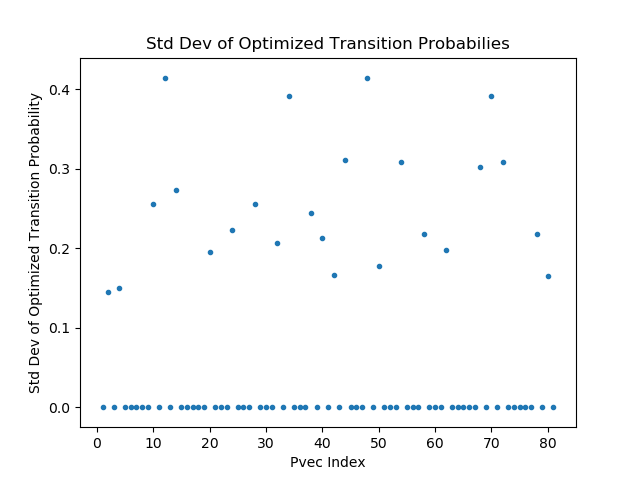 Std Dev of Optimized Transition Probabilies
Std Dev of Optimized Transition Probability
0.4
0.3
0.2
0.1
0.0
0 10 20 30 40 50 60 70 80
Pvec Index